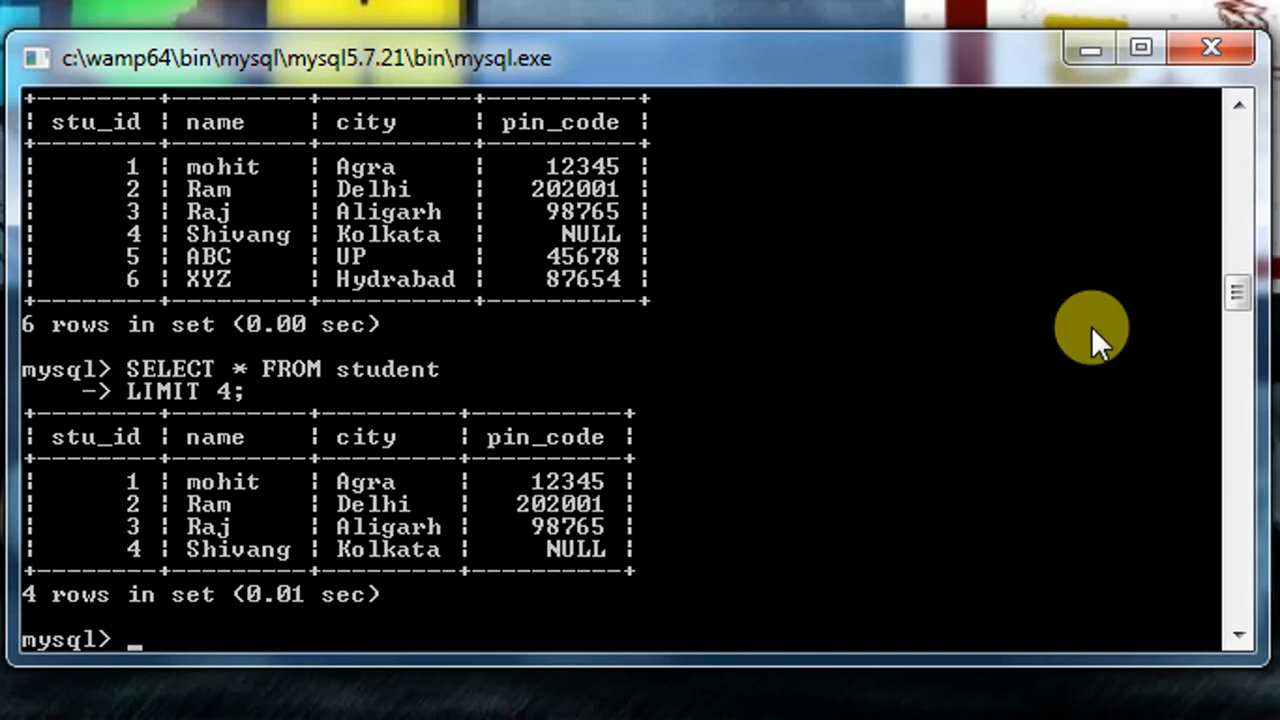 c:\wamp64\bin\mysql\mysql5.7.21\bin\mysql.exe
+---------+---------+----------+----------+
| stu_id | name | city | pin_code |
+---------+---------+----------+----------+
| 1 | mohit | Agra | 12345 |
| 2 | Ram | Delhi | 202001 |
| 3 | Raj | Aligarh | 98765 |
| 4 | Shivang | Kolkata | NULL |
| 5 | ABC | UP | 45678 |
| 6 | XYZ | Hydrabad | 87654 |
+---------+---------+----------+----------+
6 rows in set (0.00 sec)
mysql> SELECT * FROM student
-> LIMIT 4;
+---------+---------+---------+----------+
| stu_id | name | city | pin_code |
+---------+---------+---------+----------+
| 1 | mohit | Agra | 12345 |
| 2 | Ram | Delhi | 202001 |
| 3 | Raj | Aligarh | 98765 |
| 4 | Shivang | Kolkata | NULL |
+---------+---------+---------+----------+
4 rows in set (0.01 sec)
mysql> _